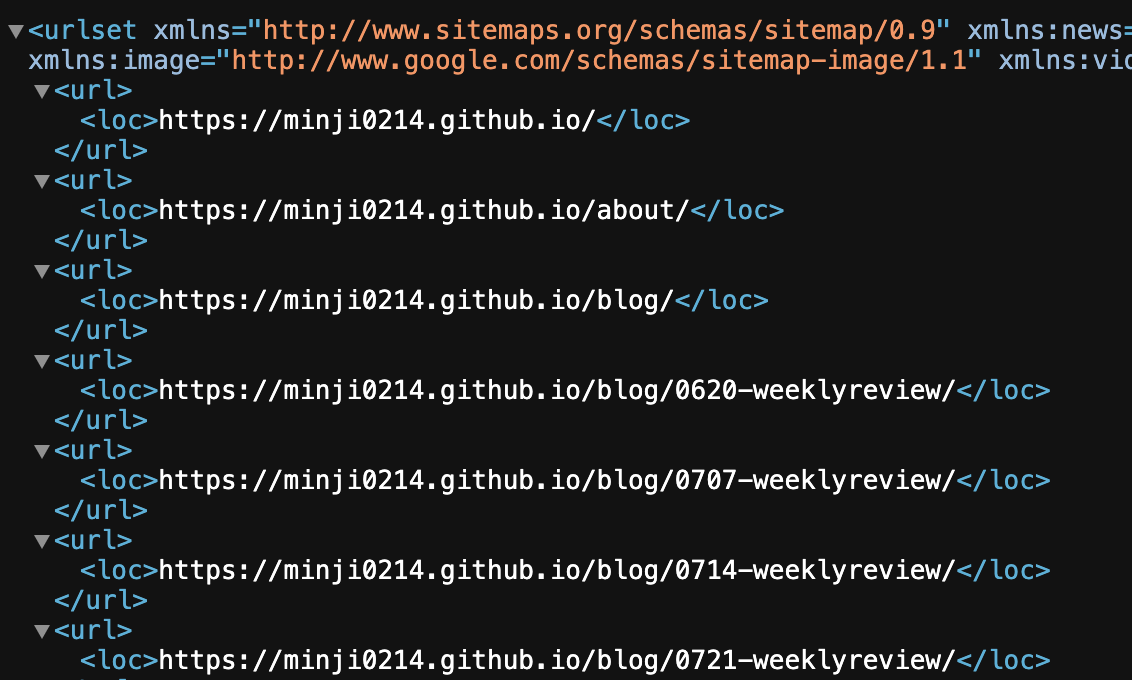 ▼<urlset xmlns="http://www.sitemaps.org/schemas/sitemap/0.9" xmlns:news=
xmlns:image="http://www.google.com/schemas/sitemap-image/1.1" xmlns:vid
▼<url>
<loc>https://minji0214.github.io/</loc>
</url>
▼<url>
<loc>https://minji0214.github.io/about/</loc>
</url>
▼<url>
<loc>https://minji0214.github.io/blog/</loc>
</url>
▼<url>
<loc>https://minji0214.github.io/blog/0620-weeklyreview/</loc>
</url>
▼<url>
<loc>https://minji0214.github.io/blog/0707-weeklyreview/</loc>
</url>
▼<url>
<loc>https://minji0214.github.io/blog/0714-weeklyreview/</loc>
</url>
▼<url>
<loc>https://minji0214.github.io/blog/0721-weeklyreview/</loc>